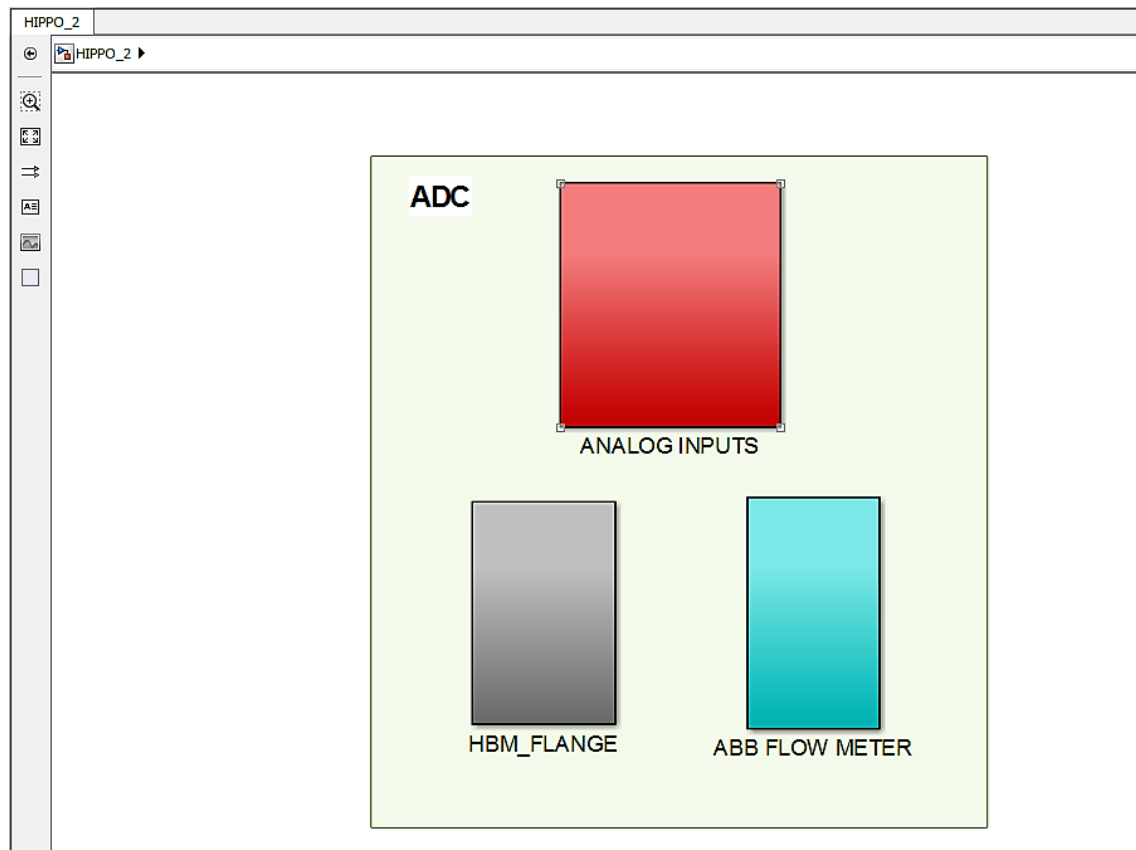 HIPPO_2
HIPPO_2
ADC
ANALOG INPUTS
HBM_FLANGE
ABB FLOW METER